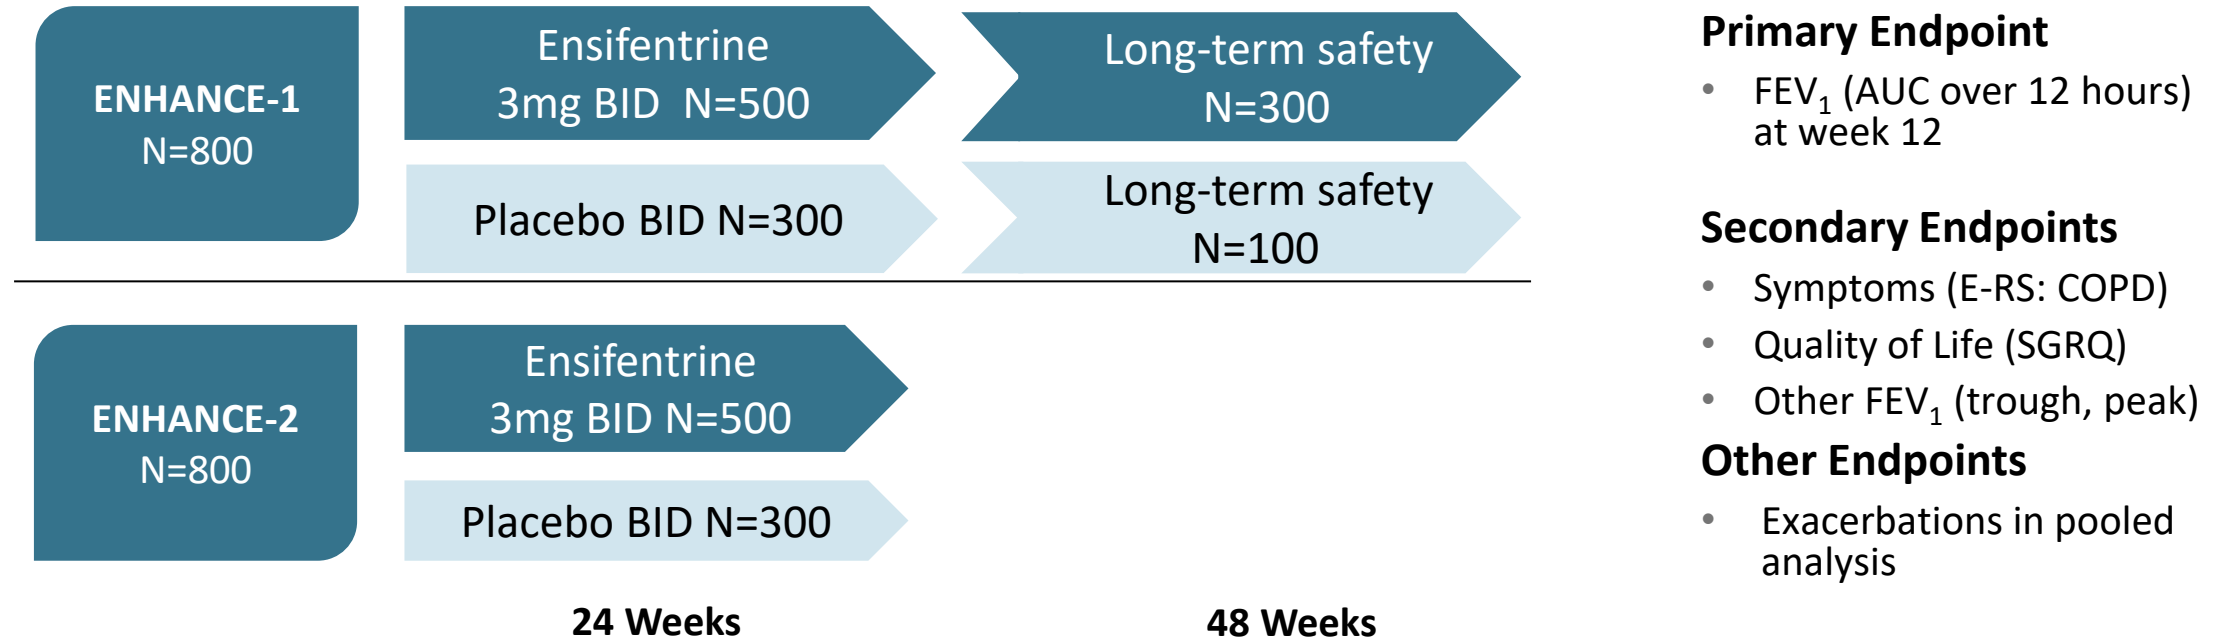 ENHANCE-1
N=800
Ensifentrine
3mg BID N=500
Long-term safety
N=300
Placebo BID N=300
Long-term safety
N=100
ENHANCE-2
N=800
Ensifentrine
3mg BID N=500
Placebo BID N=300
24 Weeks
48 Weeks
Primary Endpoint
• FEV₁ (AUC over 12 hours)
at week 12
Secondary Endpoints
• Symptoms (E-RS: COPD)
• Quality of Life (SGRQ)
• Other FEV₁ (trough, peak)
Other Endpoints
• Exacerbations in pooled
analysis